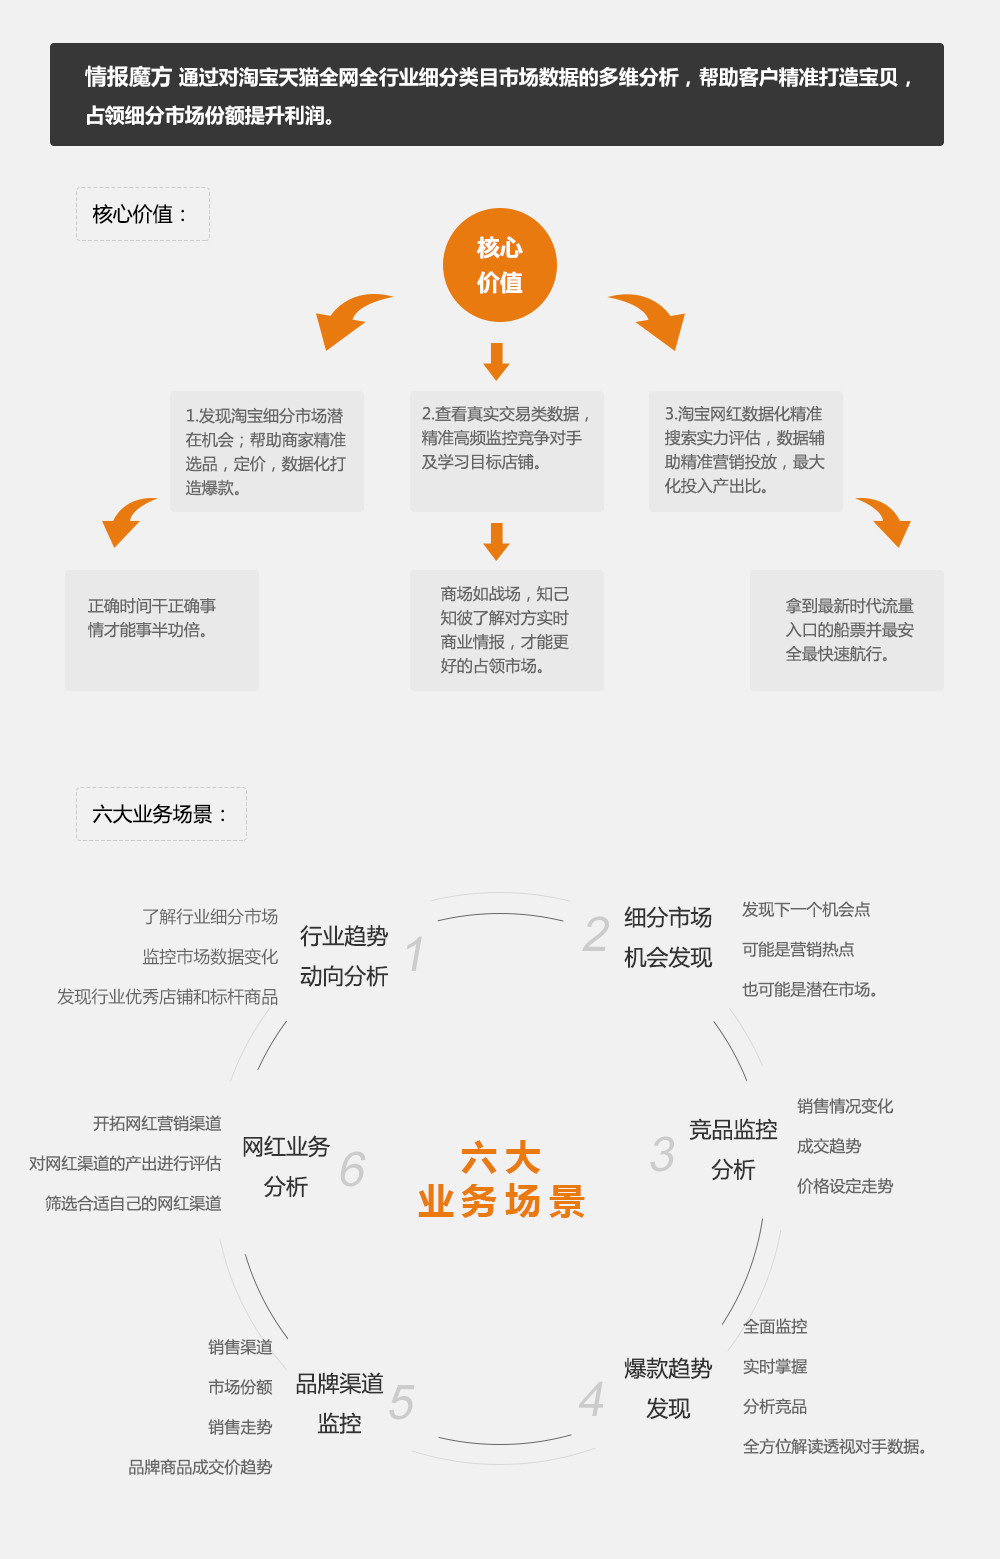 情报魔方 通过对淘宝天猫全网全行业细分类目市场数据的多维分析，帮助客户精准打造宝贝，
占领细分市场份额提升利润。
核心价值：
核心
价值
1.发现淘宝细分市场潜
在机会；帮助商家精准
选品，定价，数据化打
造爆款。
2.查看真实交易类数据，
精准高频监控竞争对手
及学习目标店铺。
3.淘宝网红数据化精准
搜索实力评估，数据辅
助精准营销投放，最大
化投入产出比。
正确时间干正确事
情才能事半功倍。
商场如战场，知己
知彼了解对方实时
商业情报，才能更
好的占领市场。
拿到最新时代流量
入口的船票并最安
全最快速航行。
六大业务场景：
了解行业细分市场
监控市场数据变化
发现行业优秀店铺和标杆商品
行业趋势
动向分析
1
2
细分市场
机会发现
发现下一个机会点
可能是营销热点
也可能是潜在市场。
开拓网红营销渠道
对网红渠道的产出进行评估
筛选合适自己的网红渠道
网红业务
分析
6
六大
业务场景
3
竞品监控
分析
销售情况变化
成交趋势
价格设定走势
销售渠道
市场份额
销售走势
品牌商品成交价趋势
品牌渠道
监控
5
4
爆款趋势
发现
全面监控
实时掌握
分析竞品
全方位解读透视对手数据。